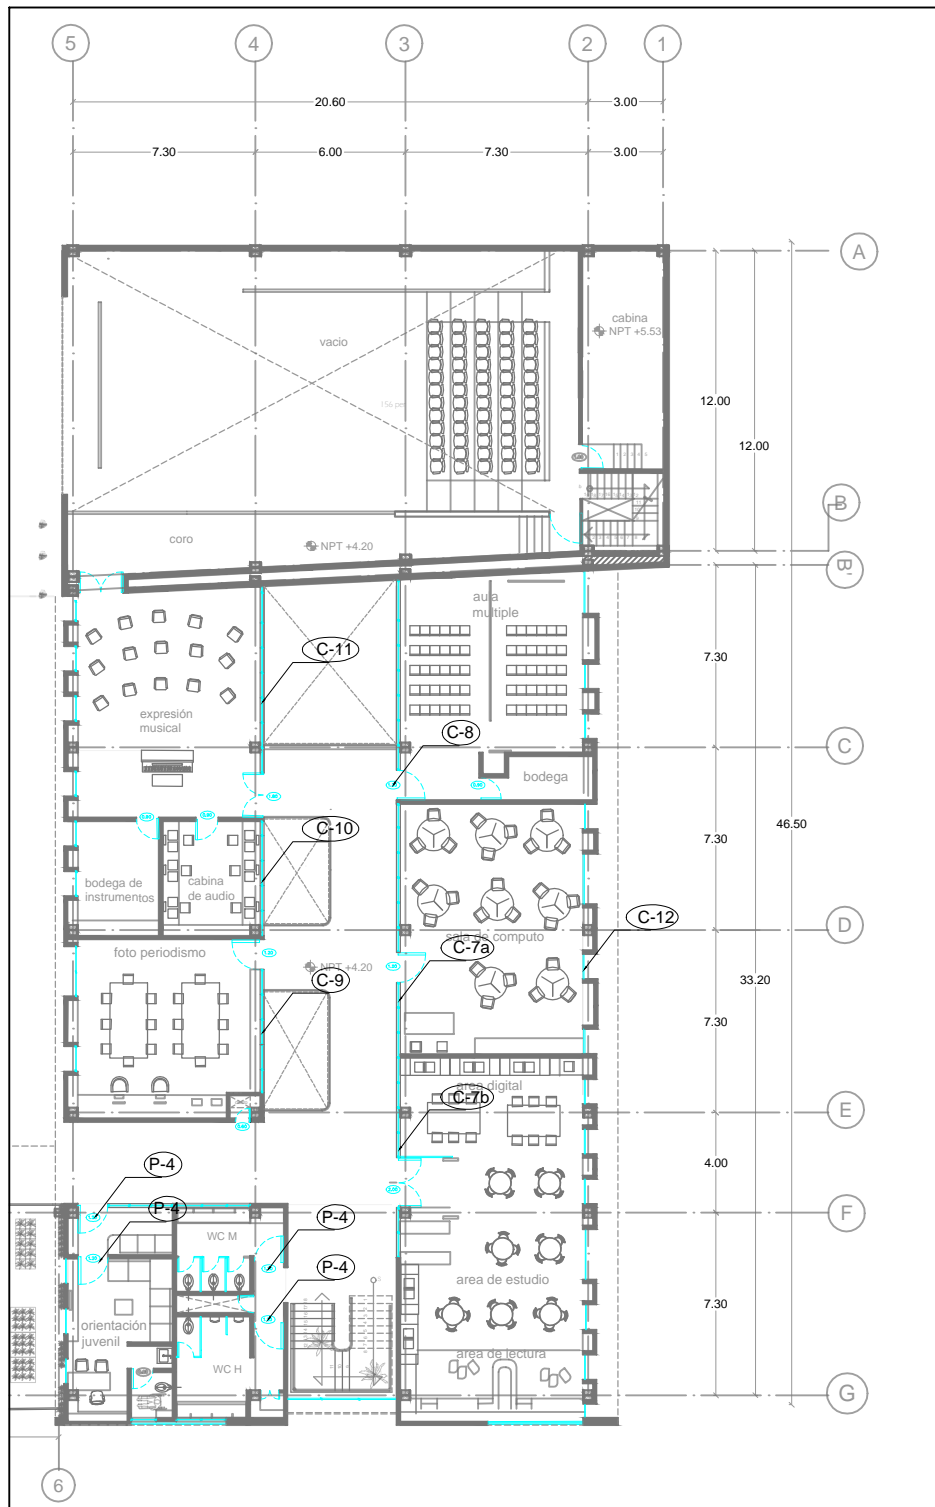 5
4
3
2
1
20.60
3.00
7.30
6.00
7.30
3.00
A
cabina
NPT +5.53
vacio
156 per
12.00
12.00
B
coro
NPT +4.20
B'
aula
multiple
C-11
7.30
expresión
musical
C-8
C
bodega
C-10
46.50
7.30
bodega de
instrumentos
cabina
de audio
C-12
D
sala de computo
foto periodismo
C-7a
NPT +4.20
C-9
33.20
7.30
area digital
C-7b
E
P-4
4.00
P-4
P-4
F
WC M
P-4
area de estudio
7.30
orientación
juvenil
area de lectura
WC H
G
6